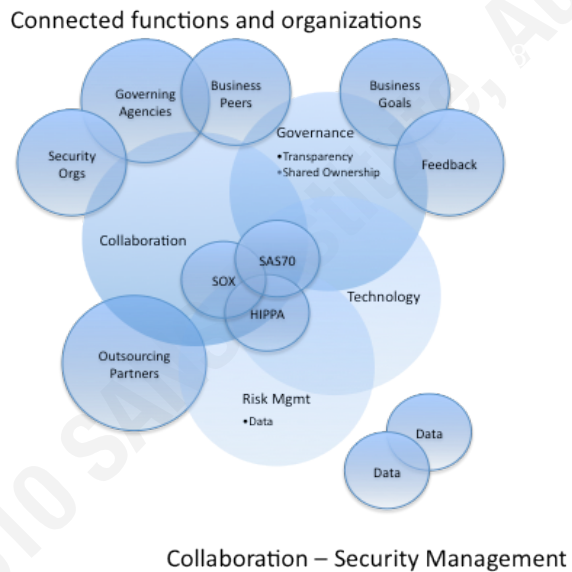 Connected functions and organizations
Governing
Agencies
Business
Peers
Business
Goals
Security
Orgs
Governance
•Transparency
•Shared Ownership
Feedback
Collaboration
SAS70
SOX
HIPPA
Technology
Outsourcing
Partners
Risk Mgmt
•Data
Data
Data
Collaboration – Security Management